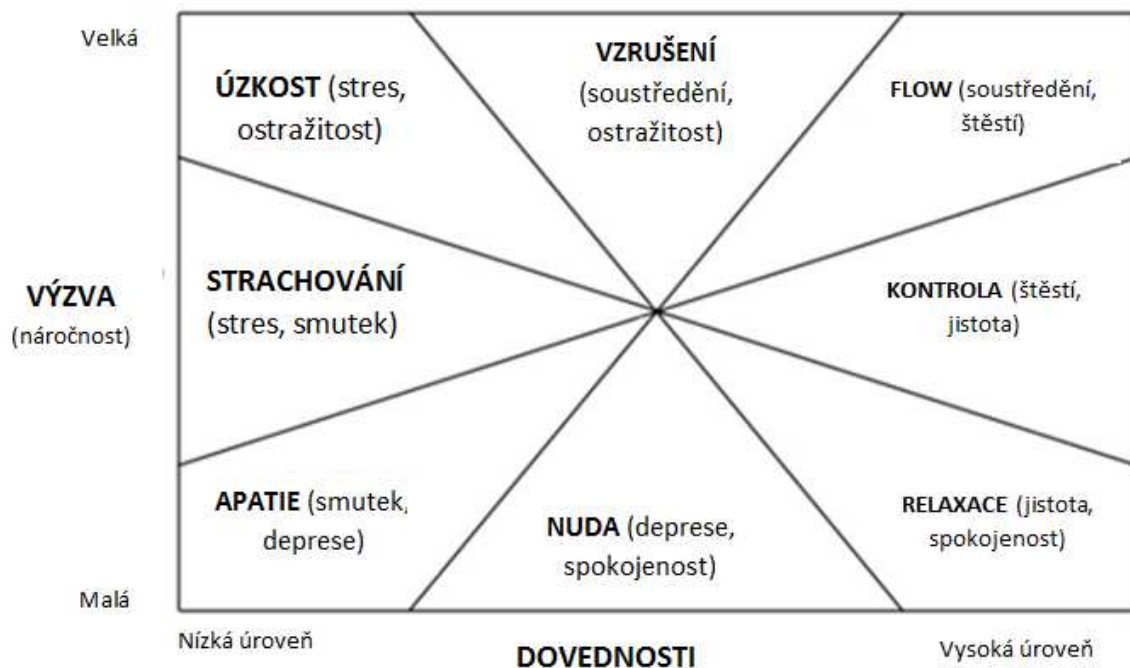 Velká
ÚZKOST (stres,
ostražitost)
VZRUŠENÍ
(soustředění,
ostražitost)
FLOW (soustředění,
štěstí)
VÝZVA
(náročnost)
STRACHOVÁNÍ
(stres, smutek)
KONTROLA (štěstí,
jistota)
APATIE (smutek,
deprese)
NUDA (deprese,
spokojenost)
RELAXACE (jistota,
spokojenost)
Malá
Nízká úroveň
DOVEDNOSTI
Vysoká úroveň